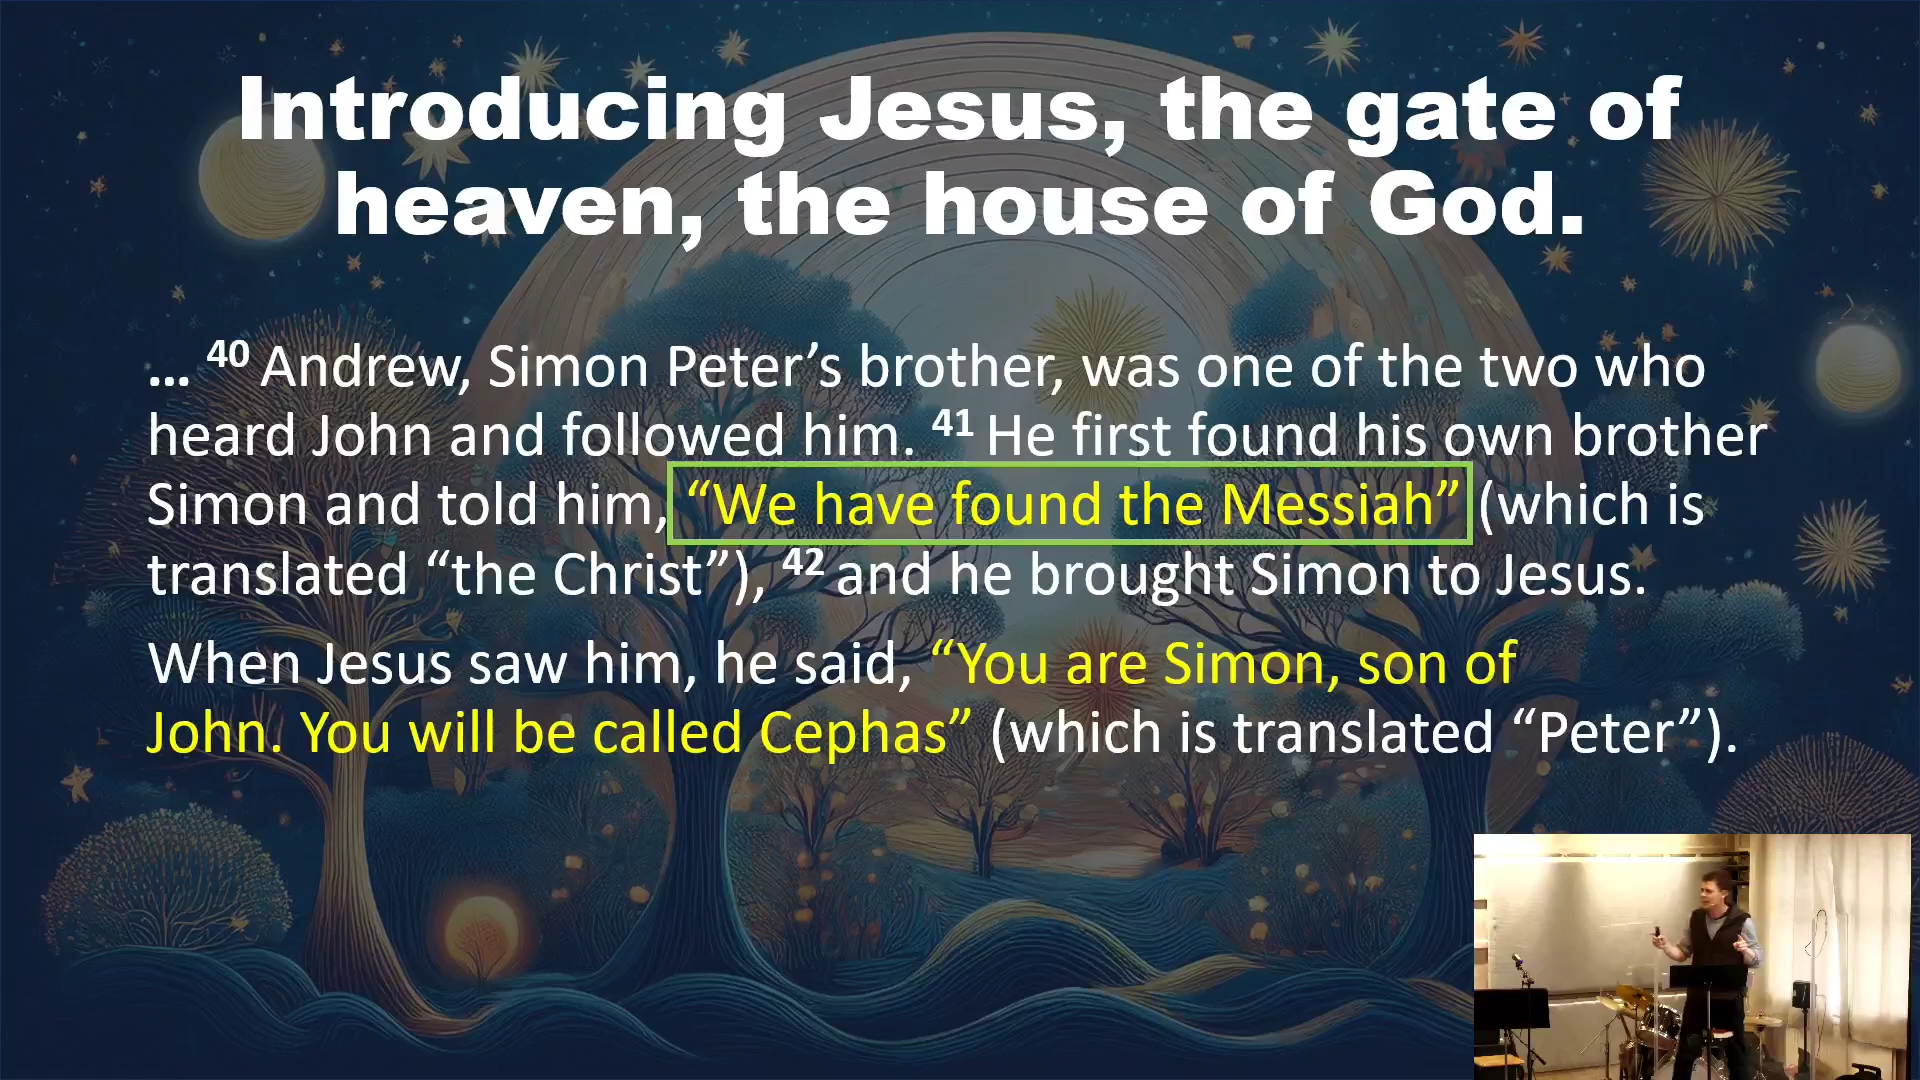 Introducing Jesus, the gate of
heaven, the house of God.
... 40 Andrew, Simon Peter’s brother, was one of the two who
heard John and followed him. 41 He first found his own brother
Simon and told him, “We have found the Messiah” (which is
translated “the Christ”), 42 and he brought Simon to Jesus.
When Jesus saw him, he said, “You are Simon, son of
John. You will be called Cephas” (which is translated “Peter”).